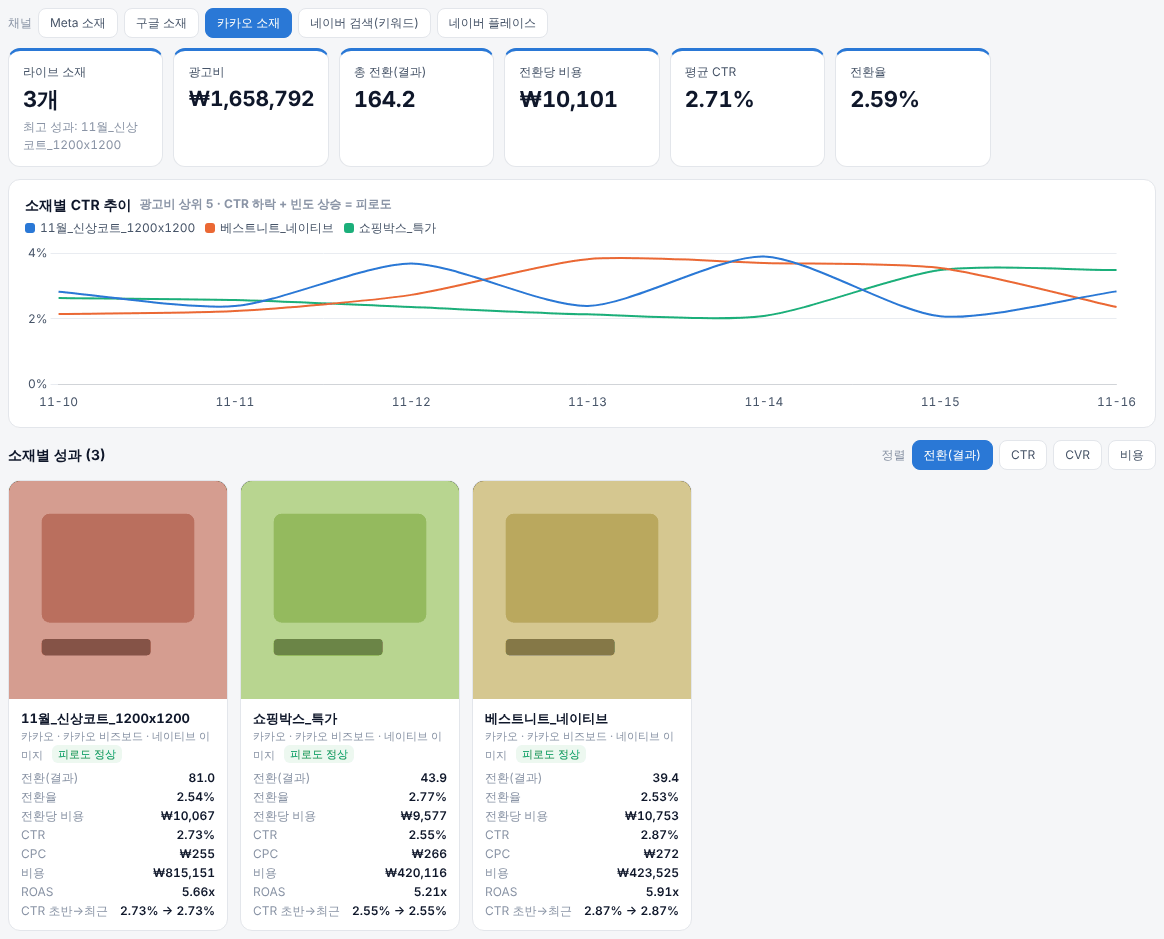 채널 Meta 소재 구글 소재 카카오 소재 네이버 검색(키워드) 네이버 플레이스
라이브 소재
3개
최고 성과: 11월_신상
코트_1200x1200
광고비
₩1,658,792
총 전환(결과)
164.2
전환당 비용
₩10,101
평균 CTR
2.71%
전환율
2.59%
소재별 CTR 추이 광고비 상위 5 · CTR 하락 + 빈도 상승 = 피로도
11월_신상코트_1200x1200 베스트니트_네이티브 쇼핑박스_특가
4%
2%
0%
11-10 11-11 11-12 11-13 11-14 11-15 11-16
소재별 성과 (3)
정렬 전환(결과) CTR CVR 비용
11월_신상코트_1200x1200
카카오 · 카카오 비즈보드 · 네이티브 이
미지 피로도 정상
전환(결과) 81.0
전환율 2.54%
전환당 비용 ₩10,067
CTR 2.73%
CPC ₩255
비용 ₩815,151
ROAS 5.66x
CTR 초반→최근 2.73% → 2.73%
쇼핑박스_특가
카카오 · 카카오 비즈보드 · 네이티브 이
미지 피로도 정상
전환(결과) 43.9
전환율 2.77%
전환당 비용 ₩9,577
CTR 2.55%
CPC ₩266
비용 ₩420,116
ROAS 5.21x
CTR 초반→최근 2.55% → 2.55%
베스트니트_네이티브
카카오 · 카카오 비즈보드 · 네이티브 이
미지 피로도 정상
전환(결과) 39.4
전환율 2.53%
전환당 비용 ₩10,753
CTR 2.87%
CPC ₩272
비용 ₩423,525
ROAS 5.91x
CTR 초반→최근 2.87% → 2.87%